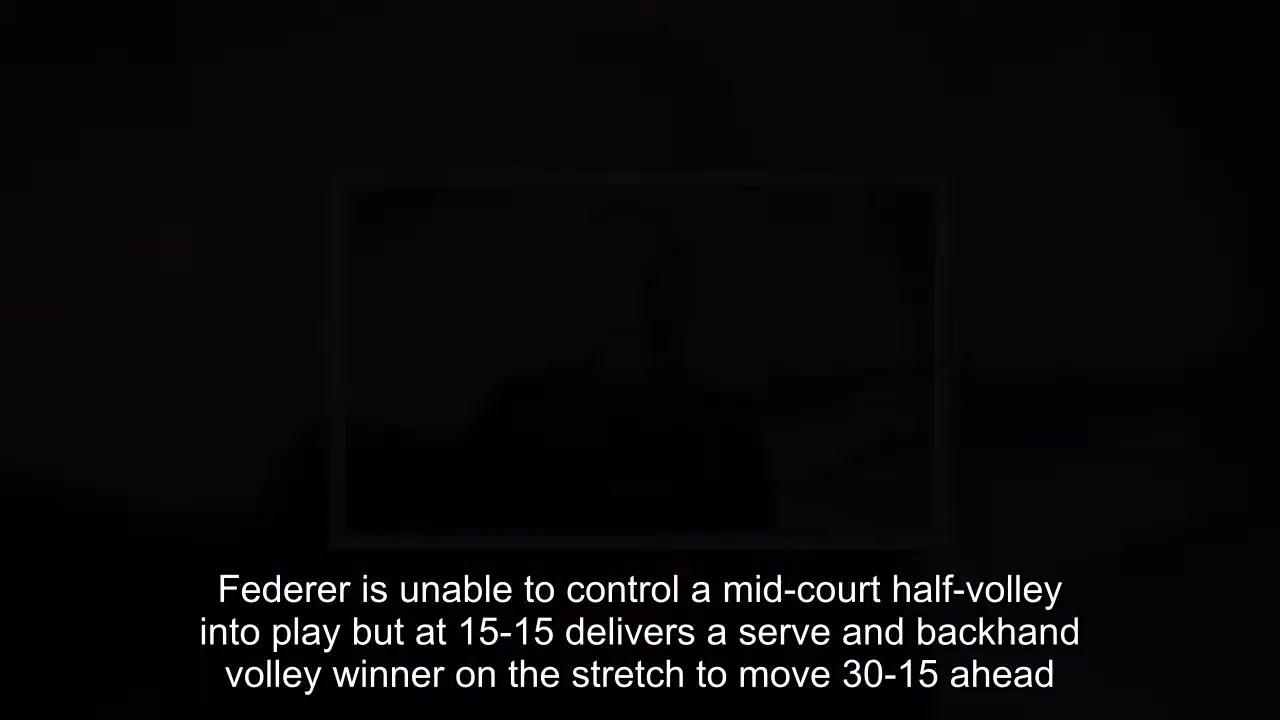 Federer is unable to control a mid-court half-volley
into play but at 15-15 delivers a serve and backhand
volley winner on the stretch to move 30-15 ahead